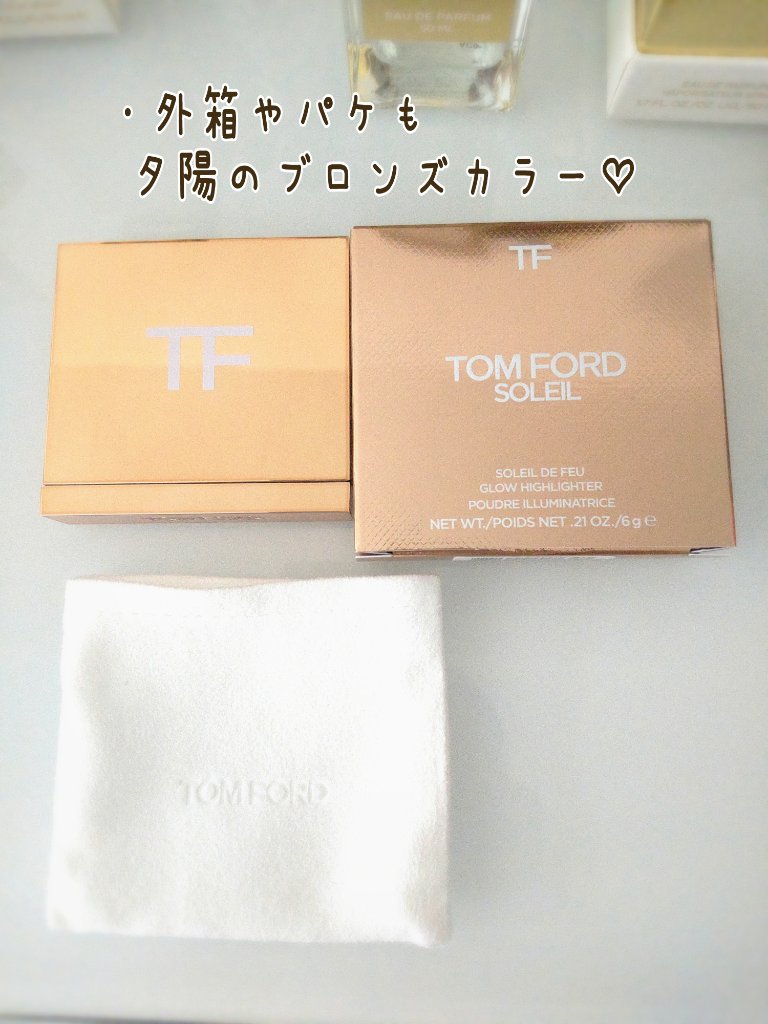 EAU DE PARFUM
50 ML
・外箱やパケも
夕陽のブロンズカラー♡
TF
TF
TOM FORD
SOLEIL
SOLEIL DE FEU
GLOW HIGHLIGHTER
POUDRE ILLUMINATRICE
NET WT./POIDS NET .21 OZ./6 g ℮
TOM FORD